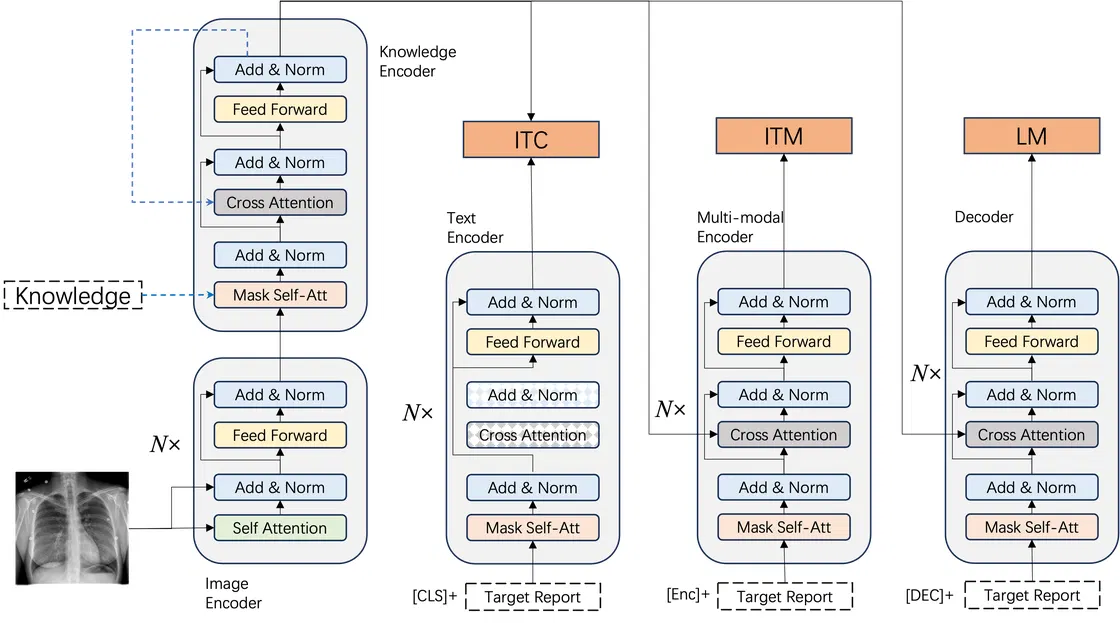 Knowledge
Encoder
Add & Norm
Feed Forward
Add & Norm
Cross Attention
Add & Norm
Mask Self-Att
Knowledge
Add & Norm
Feed Forward
Add & Norm
Self Attention
N×
Image
Encoder
ITC
Text
Encoder
Add & Norm
Feed Forward
Add & Norm
Cross Attention
Add & Norm
Mask Self-Att
N×
[CLS]+ Target Report
ITM
Multi-modal
Encoder
Add & Norm
Feed Forward
Add & Norm
Cross Attention
Add & Norm
Mask Self-Att
N×
[Enc]+ Target Report
LM
Decoder
Add & Norm
Feed Forward
Add & Norm
Cross Attention
Add & Norm
Mask Self-Att
N×
[DEC]+ Target Report